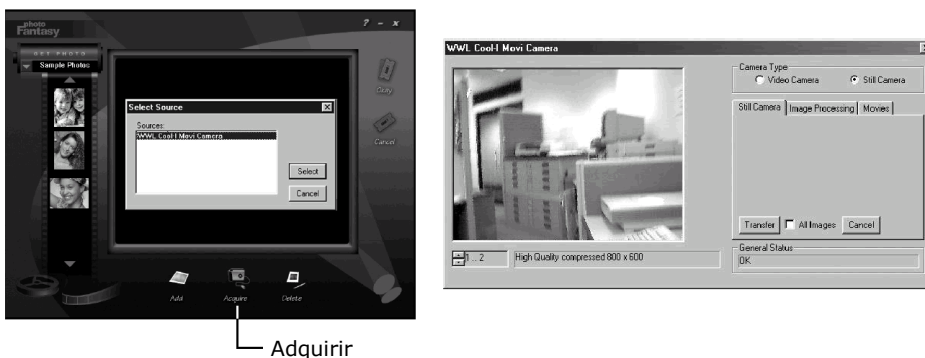 photo
Fantasy
? - x
GET PHOTO
Sample Photos
Select Source
Sources:
WWL Cool-I Movi Camera
Select
Cancel
Cancel
Add
Acquire
Delete
Adquirir
WWL Cool-I Movi Camera
Camera Type
Video Camera
Still Camera
Still Camera
Image Processing
Movies
Transfer
All Images
Cancel
1 .. 2
High Quality compressed 800 x 600
General Status
OK